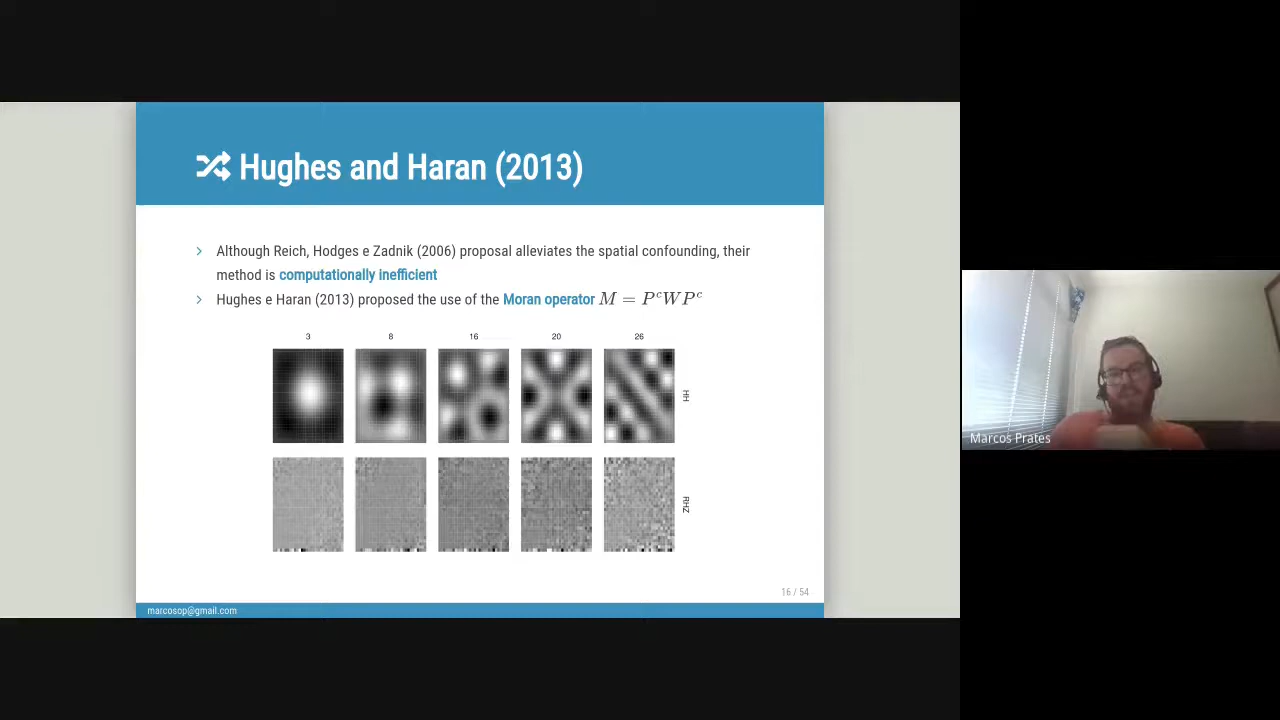 Hughes and Haran (2013)
Although Reich, Hodges e Zadnik (2006) proposal alleviates the spatial confounding, their
method is computationally inefficient
Hughes e Haran (2013) proposed the use of the Moran operator M = PᶜWPᶜ
3 8 16 20 26
HH
RHZ
16 / 54
marcosop@gmail.com
Marcos Prates